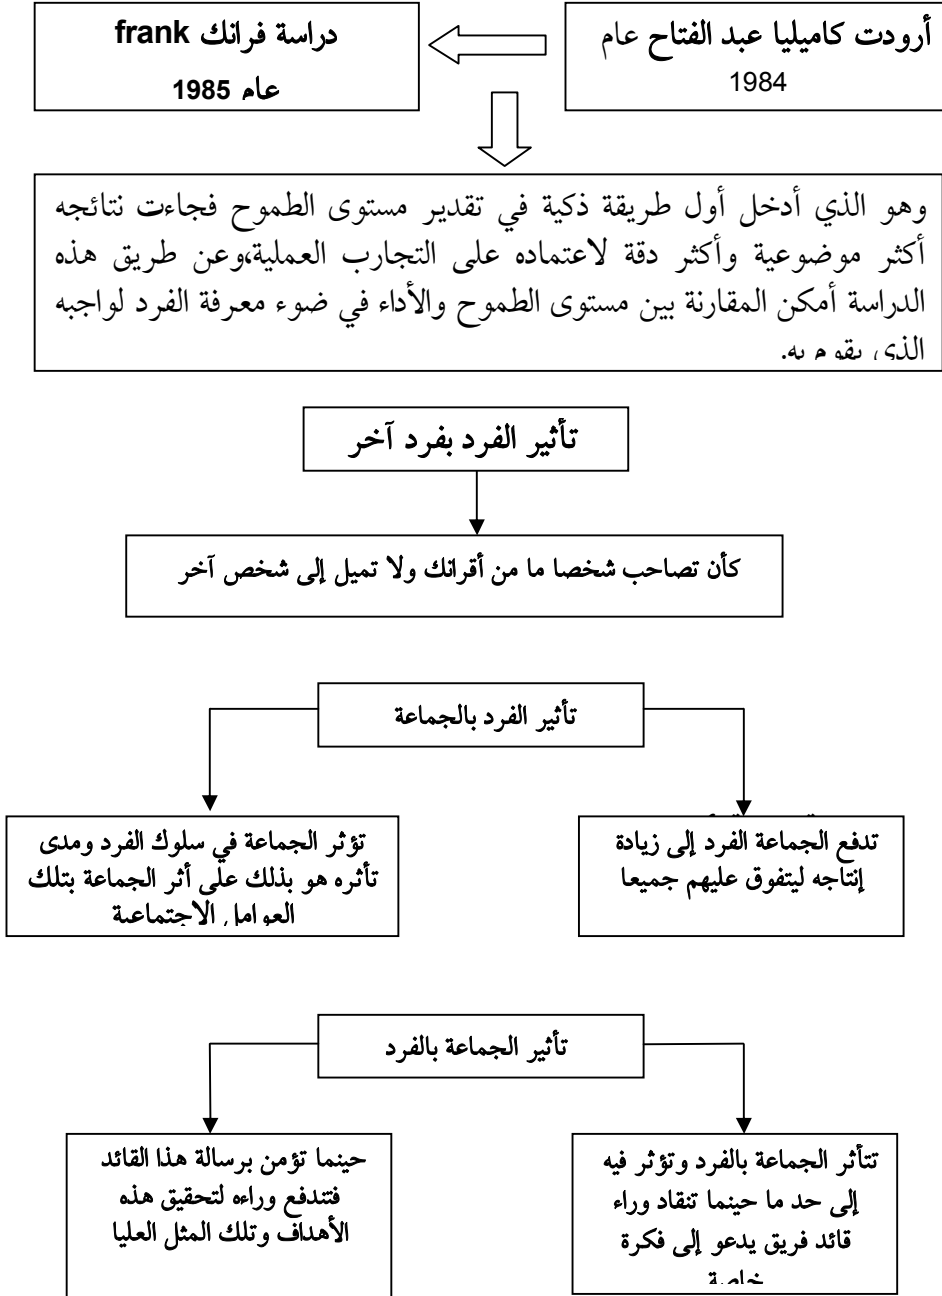 أرودت كاميليا عبد الفتاح عام
1984
دراسة فرانك frank
عام 1985
وهو الذي أدخل أول طريقة ذكية في تقدير مستوى الطموح فجاءت نتائجه
أكثر موضوعية وأكثر دقة لاعتماده على التجارب العملية،وعن طريق هذه
الدراسة أمكن المقارنة بين مستوى الطموح والأداء في ضوء معرفة الفرد لواجبه
الذي يقوم به.
تأثير الفرد بفرد آخر
كأن تصاحب شخصا ما من أقرانك ولا تميل إلى شخص آخر
تأثير الفرد بالجماعة
تدفع الجماعة الفرد إلى زيادة
إنتاجه ليتفوق عليهم جميعا
تؤثر الجماعة في سلوك الفرد ومدى
تأثره هو بذلك على أثر الجماعة بتلك
العوامل الاجتماعية
تأثير الجماعة بالفرد
تتأثر الجماعة بالفرد وتؤثر فيه
إلى حد ما حينما تنقاد وراء
قائد فريق يدعو إلى فكرة
خاصة
حينما تؤمن برسالة هذا القائد
فتندفع وراءه لتحقيق هذه
الأهداف وتلك المثل العليا